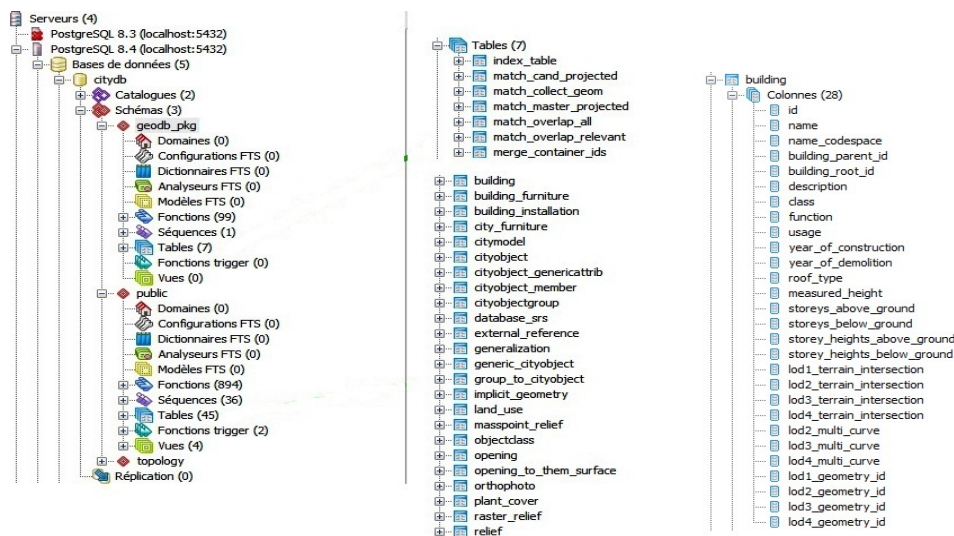 Serveurs (4)
PostgreSQL 8.3 (localhost:5432)
PostgreSQL 8.4 (localhost:5432)
Bases de données (5)
citydb
Catalogues (2)
Schémas (3)
geodb_pkg
Domaines (0)
Configurations FTS (0)
Dictionnaires FTS (0)
Analyseurs FTS (0)
Modèles FTS (0)
Fonctions (99)
Séquences (1)
Tables (7)
Fonctions trigger (0)
Vues (0)
public
Domaines (0)
Configurations FTS (0)
Dictionnaires FTS (0)
Analyseurs FTS (0)
Modèles FTS (0)
Fonctions (894)
Séquences (36)
Tables (45)
Fonctions trigger (2)
Vues (4)
topology
Réplication (0)
Tables (7)
index_table
match_cand_projected
match_collect_geom
match_master_projected
match_overlap_all
match_overlap_relevant
merge_container_ids
building
building_furniture
building_installation
city_furniture
citymodel
cityobject
cityobject_genericattrib
cityobject_member
cityobjectgroup
database_srs
external_reference
generalization
generic_cityobject
group_to_cityobject
implicit_geometry
land_use
masspoint_relief
objectclass
opening
opening_to_them_surface
orthophoto
plant_cover
raster_relief
relief
building
Colonnes (28)
id
name
name_codespace
building_parent_id
building_root_id
description
class
function
usage
year_of_construction
year_of_demolition
roof_type
measured_height
storeys_above_ground
storeys_below_ground
storey_heights_above_ground
storey_heights_below_ground
lod1_terrain_intersection
lod2_terrain_intersection
lod3_terrain_intersection
lod4_terrain_intersection
lod2_multi_curve
lod3_multi_curve
lod4_multi_curve
lod1_geometry_id
lod2_geometry_id
lod3_geometry_id
lod4_geometry_id